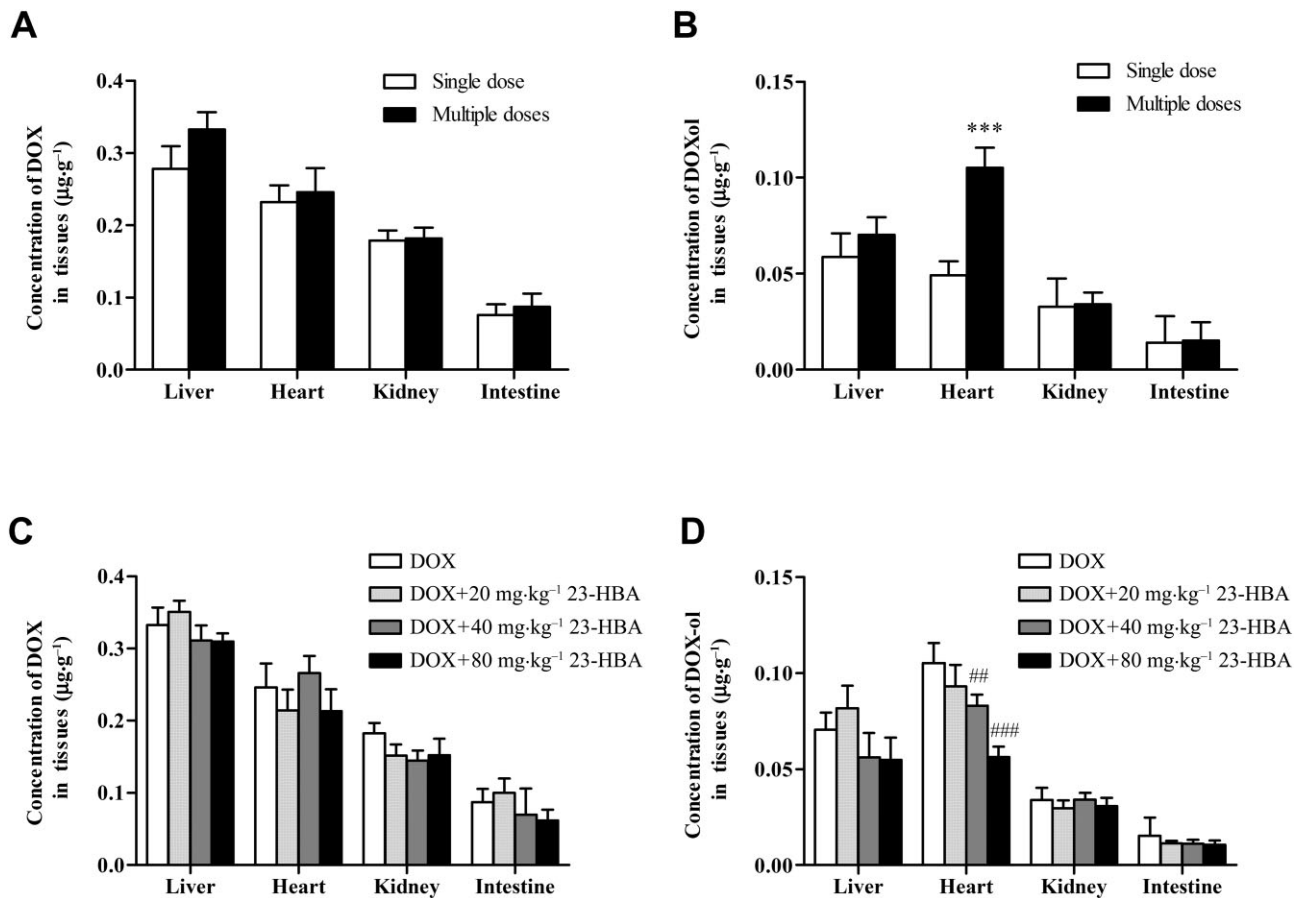 A
Concentration of DOX
in tissues (µg·g⁻¹)
0.4
0.3
0.2
0.1
0.0
Single dose
Multiple doses
Liver
Heart
Kidney
Intestine
B
Concentration of DOXol
in tissues (µg·g⁻¹)
0.15
0.10
0.05
0.00
Single dose
Multiple doses
***
Liver
Heart
Kidney
Intestine
C
Concentration of DOX
in tissues (µg·g⁻¹)
0.4
0.3
0.2
0.1
0.0
DOX
DOX+20 mg·kg⁻¹ 23-HBA
DOX+40 mg·kg⁻¹ 23-HBA
DOX+80 mg·kg⁻¹ 23-HBA
Liver
Heart
Kidney
Intestine
D
Concentration of DOX-ol
in tissues (µg·g⁻¹)
0.15
0.10
0.05
0.00
DOX
DOX+20 mg·kg⁻¹ 23-HBA
DOX+40 mg·kg⁻¹ 23-HBA
DOX+80 mg·kg⁻¹ 23-HBA
##
###
Liver
Heart
Kidney
Intestine